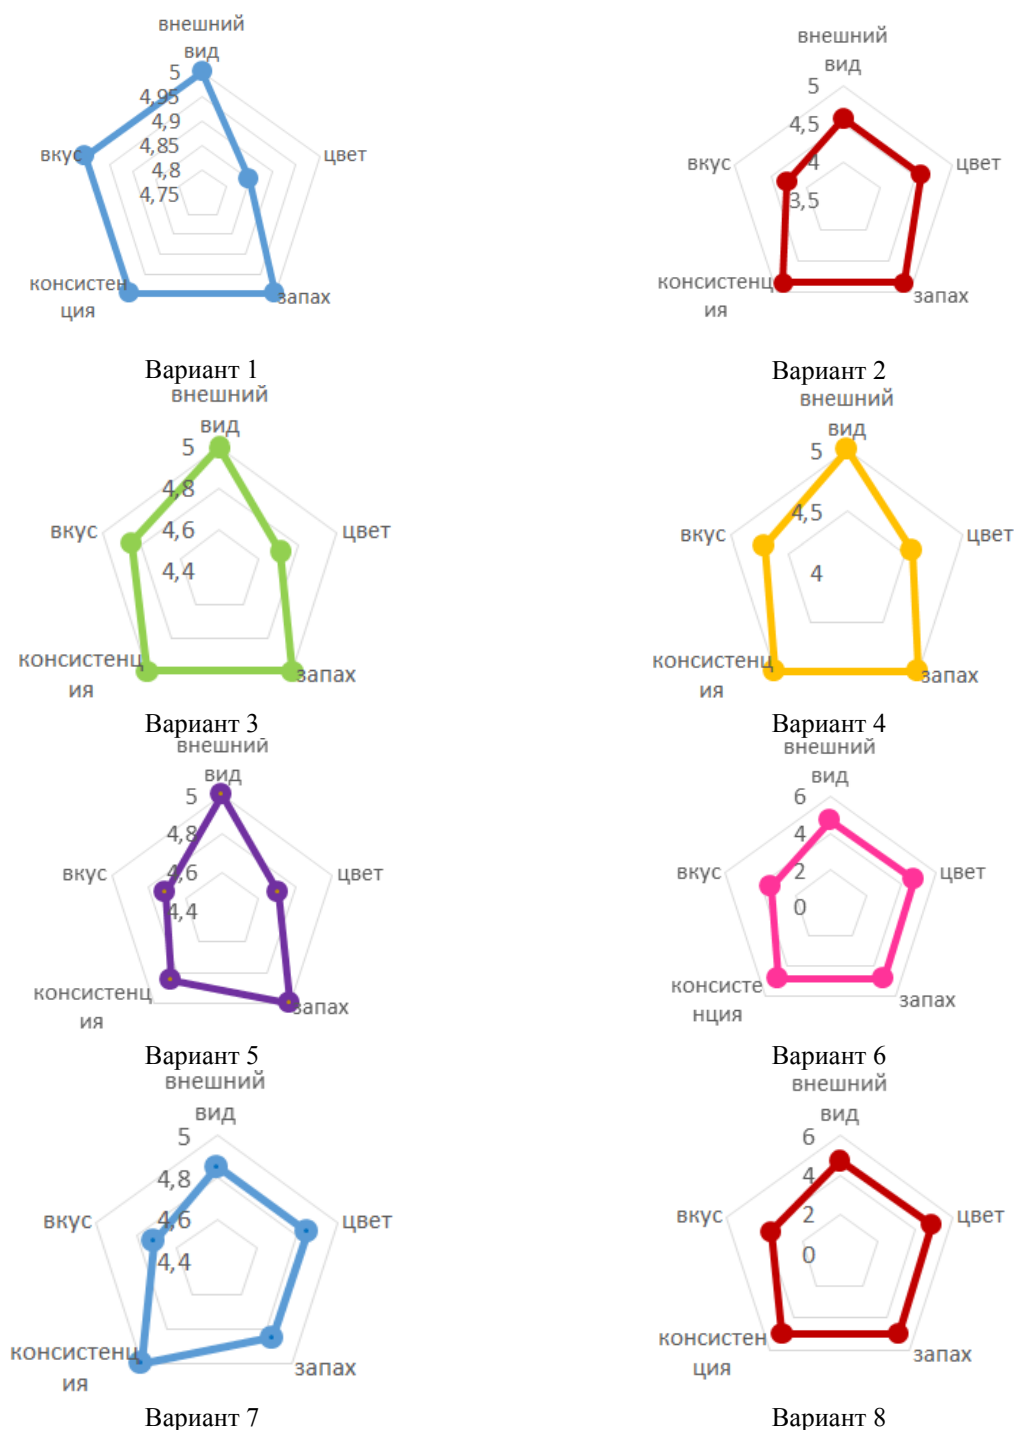 внешний
вид
5
4,95
4,9
4,85
4,8
4,75
вкус
цвет
консистен
ция
запах
Вариант 1
внешний
вид
5
4,5
4
3,5
вкус
цвет
консистенц
ия
запах
Вариант 2
внешний
вид
5
4,8
4,6
4,4
вкус
цвет
консистенц
ия
запах
Вариант 3
внешний
вид
5
4,5
4
вкус
цвет
консистенц
ия
запах
Вариант 4
внешний
вид
5
4,8
4,6
4,4
вкус
цвет
консистенц
ия
запах
Вариант 5
внешний
вид
6
4
2
0
вкус
цвет
консисте
нция
запах
Вариант 6
внешний
вид
5
4,8
4,6
4,4
вкус
цвет
консистенц
ия
запах
Вариант 7
внешний
вид
6
4
2
0
вкус
цвет
консистен
ция
запах
Вариант 8